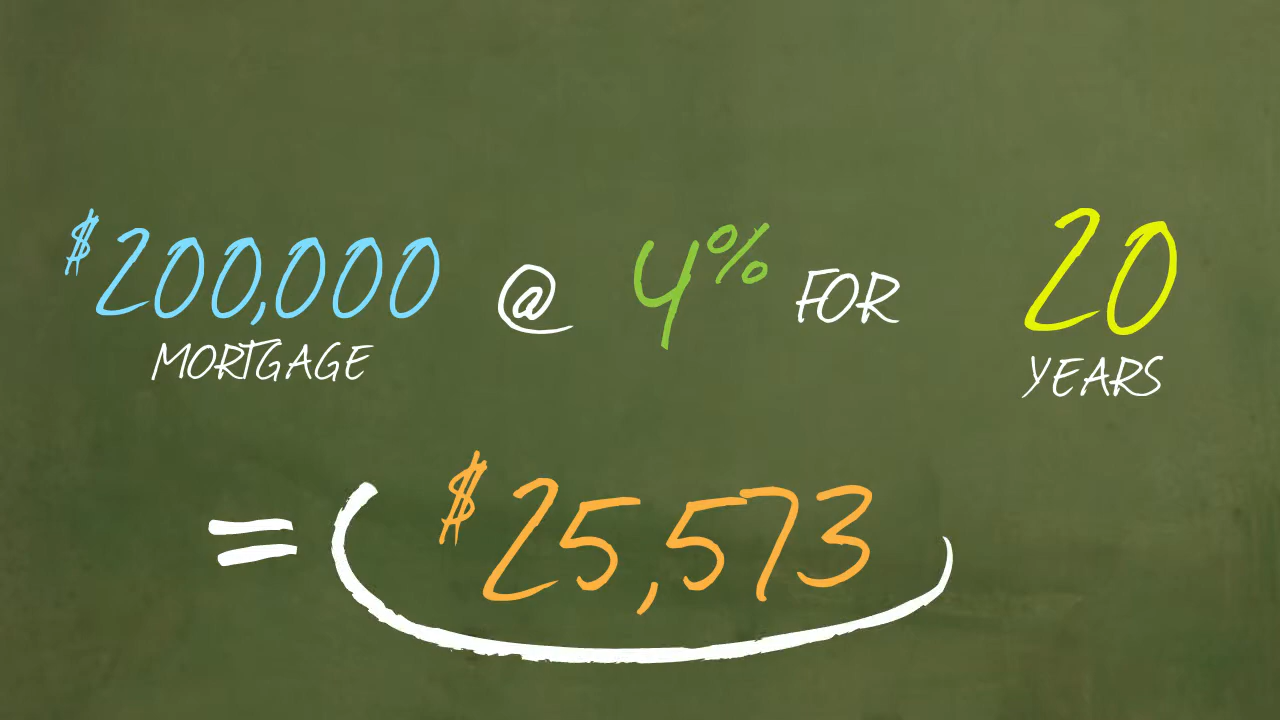 $200,000 @ 4% FOR 20
MORTGAGE YEARS
= $25,573